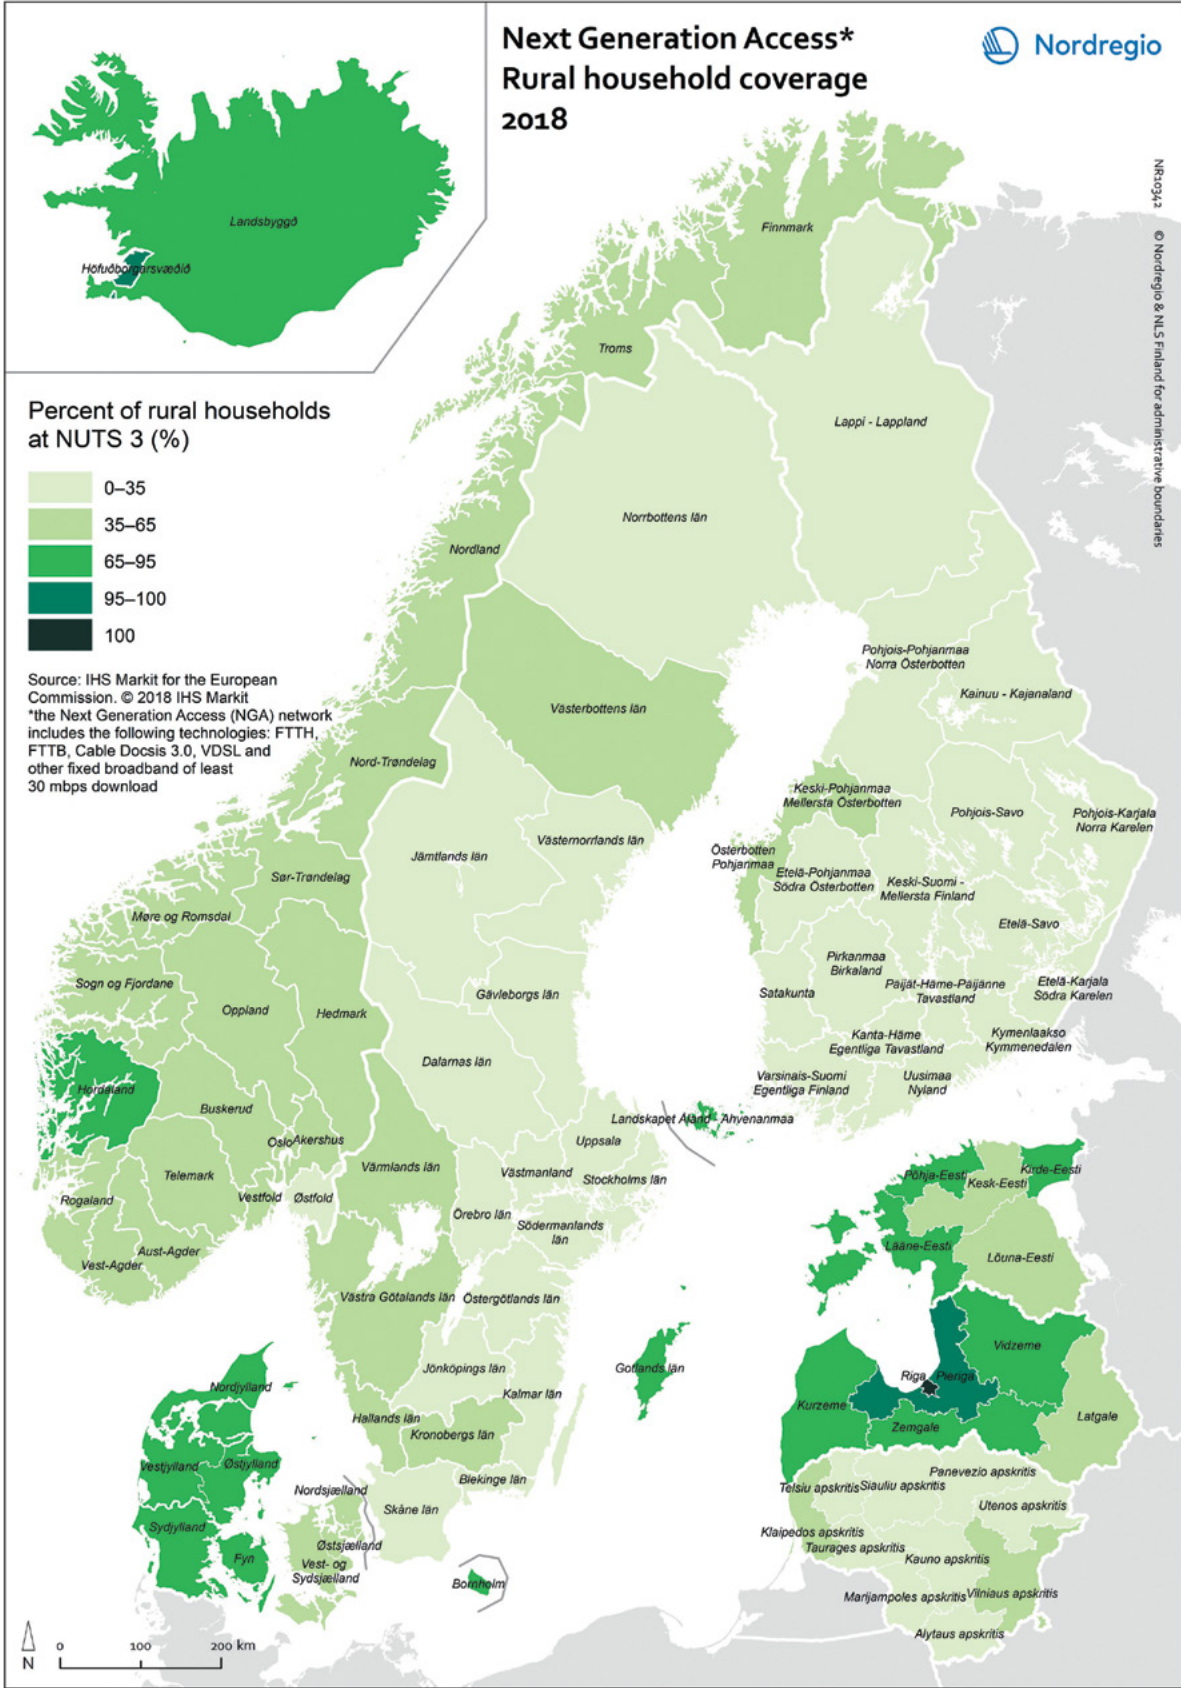 Next Generation Access*
Rural household coverage
2018
Nordregio
NR10342 © Nordregio & NLS Finland for administrative boundaries
Landsbyggð
Höfuðborgarsvæðið
Percent of rural households
at NUTS 3 (%)
0–35
35–65
65–95
95–100
100
Source: IHS Markit for the European
Commission. © 2018 IHS Markit
*the Next Generation Access (NGA) network
includes the following technologies: FTTH,
FTTB, Cable Docsis 3.0, VDSL and
other fixed broadband of least
30 mbps download
Finnmark
Troms
Lappi - Lappland
Norrbottens län
Nordland
Pohjois-Pohjanmaa
Norra Österbotten
Kainuu - Kajanaland
Västerbottens län
Nord-Trøndelag
Keski-Pohjanmaa
Mellersta Österbotten
Pohjois-Savo
Pohjois-Karjala
Norra Karelen
Västernorrlands län
Jämtlands län
Österbotten
Pohjanmaa
Etelä-Pohjanmaa
Södra Österbotten
Keski-Suomi -
Mellersta Finland
Sør-Trøndelag
Møre og Romsdal
Etelä-Savo
Pirkanmaa
Birkaland
Sogn og Fjordane
Oppland
Hedmark
Gävleborgs län
Satakunta
Päijät-Häme-Päijänne
Tavastland
Etelä-Karjala
Södra Karelen
Kanta-Häme
Egentliga Tavastland
Kymenlaakso
Kymmenedalen
Dalarnas län
Hordaland
Varsinais-Suomi
Egentliga Finland
Uusimaa
Nyland
Buskerud
Landskapet Åland - Ahvenanmaa
Oslo
Akershus
Uppsala
Värmlands län
Västmanland
Stockholms län
Telemark
Rogaland
Vestfold
Østfold
Örebro län
Södermanlands
län
Põhja-Eesti
Kesk-Eesti
Kirde-Eesti
Aust-Agder
Vest-Agder
Lääne-Eesti
Lõuna-Eesti
Västra Götalands län
Östergötlands län
Jönköpings län
Gotlands län
Kalmar län
Vidzeme
Riga
Pieriga
Nordjylland
Hallands län
Kronobergs län
Kurzeme
Zemgale
Latgale
Vestjylland
Østjylland
Blekinge län
Nordsjælland
Skåne län
Panevezio apskritis
Telsiu apskritis
Siauliu apskritis
Utenos apskritis
Sydjylland
Østsjælland
Klaipedos apskritis
Taurages apskritis
Fyn
Vest- og
Sydsjælland
Bornholm
Kauno apskritis
Marijampoles apskritis
Vilniaus apskritis
Alytaus apskritis
N
0 100 200 km